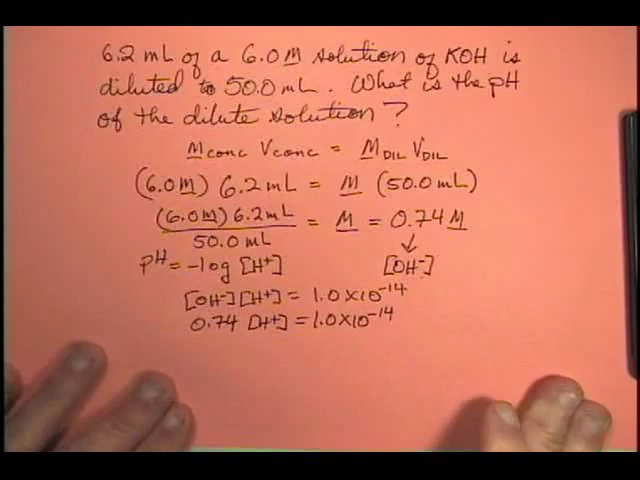 6.2 mL of a 6.0 M solution of KOH is
diluted to 50.0 mL. What is the pH
of the dilute solution?
Mconc Vconc = MDIL VDIL
(6.0M) 6.2 mL = M (50.0 mL)
(6.0M) 6.2 mL / 50.0 mL = M = 0.74 M
↓
pH = -log [H+] [OH-]
[OH-][H+] = 1.0×10-14
0.74 [H+] = 1.0×10-14